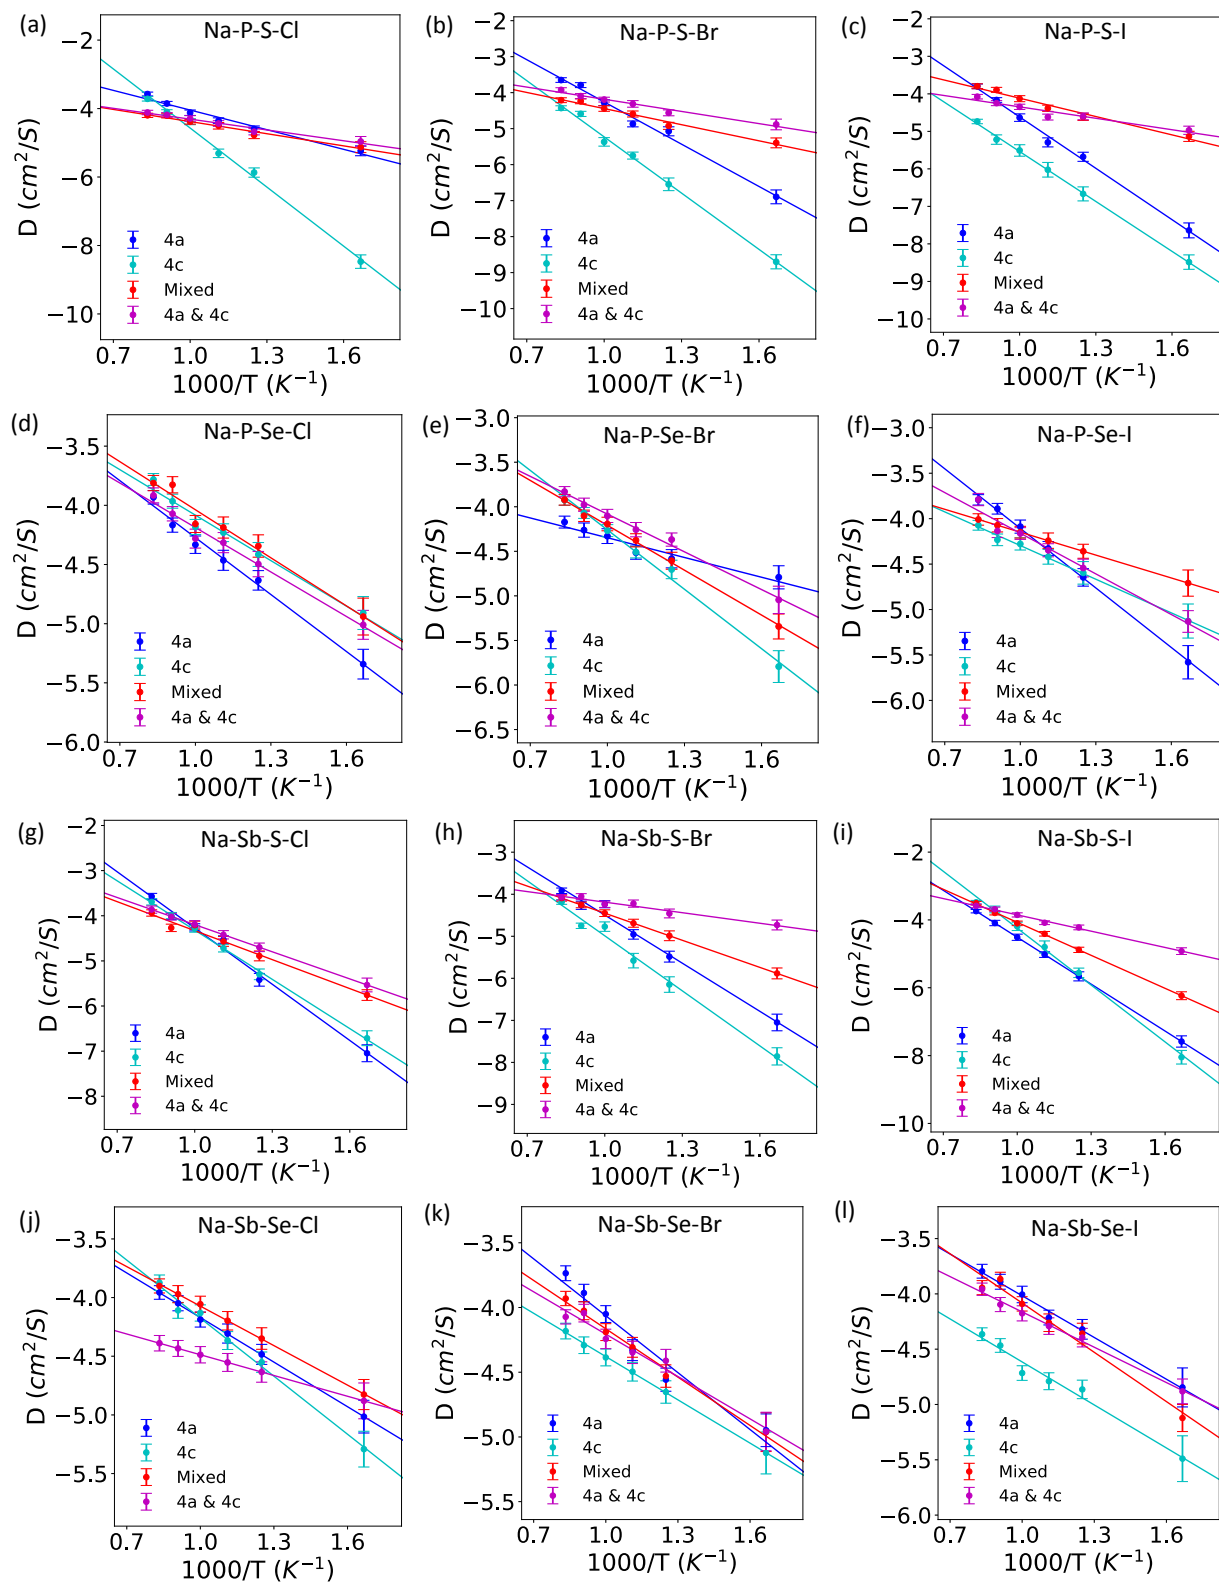 (a) Na-P-S-Cl
−2
−4
−6
−8
−10
D (cm²/S)
4a
4c
Mixed
4a & 4c
0.7 1.0 1.3 1.6
1000/T (K⁻¹)
(b) Na-P-S-Br
−2
−3
−4
−5
−6
−7
−8
−9
−10
D (cm²/S)
4a
4c
Mixed
4a & 4c
0.7 1.0 1.3 1.6
1000/T (K⁻¹)
(c) Na-P-S-I
−2
−3
−4
−5
−6
−7
−8
−9
−10
D (cm²/S)
4a
4c
Mixed
4a & 4c
0.7 1.0 1.3 1.6
1000/T (K⁻¹)
(d) Na-P-Se-Cl
−3.5
−4.0
−4.5
−5.0
−5.5
−6.0
D (cm²/S)
4a
4c
Mixed
4a & 4c
0.7 1.0 1.3 1.6
1000/T (K⁻¹)
(e) Na-P-Se-Br
−3.0
−3.5
−4.0
−4.5
−5.0
−5.5
−6.0
−6.5
D (cm²/S)
4a
4c
Mixed
4a & 4c
0.7 1.0 1.3 1.6
1000/T (K⁻¹)
(f) Na-P-Se-I
−3.0
−3.5
−4.0
−4.5
−5.0
−5.5
−6.0
D (cm²/S)
4a
4c
Mixed
4a & 4c
0.7 1.0 1.3 1.6
1000/T (K⁻¹)
(g) Na-Sb-S-Cl
−2
−3
−4
−5
−6
−7
−8
D (cm²/S)
4a
4c
Mixed
4a & 4c
0.7 1.0 1.3 1.6
1000/T (K⁻¹)
(h) Na-Sb-S-Br
−3
−4
−5
−6
−7
−8
−9
D (cm²/S)
4a
4c
Mixed
4a & 4c
0.7 1.0 1.3 1.6
1000/T (K⁻¹)
(i) Na-Sb-S-I
−2
−4
−6
−8
−10
D (cm²/S)
4a
4c
Mixed
4a & 4c
0.7 1.0 1.3 1.6
1000/T (K⁻¹)
(j) Na-Sb-Se-Cl
−3.5
−4.0
−4.5
−5.0
−5.5
D (cm²/S)
4a
4c
Mixed
4a & 4c
0.7 1.0 1.3 1.6
1000/T (K⁻¹)
(k) Na-Sb-Se-Br
−3.5
−4.0
−4.5
−5.0
−5.5
D (cm²/S)
4a
4c
Mixed
4a & 4c
0.7 1.0 1.3 1.6
1000/T (K⁻¹)
(l) Na-Sb-Se-I
−3.5
−4.0
−4.5
−5.0
−5.5
−6.0
D (cm²/S)
4a
4c
Mixed
4a & 4c
0.7 1.0 1.3 1.6
1000/T (K⁻¹)